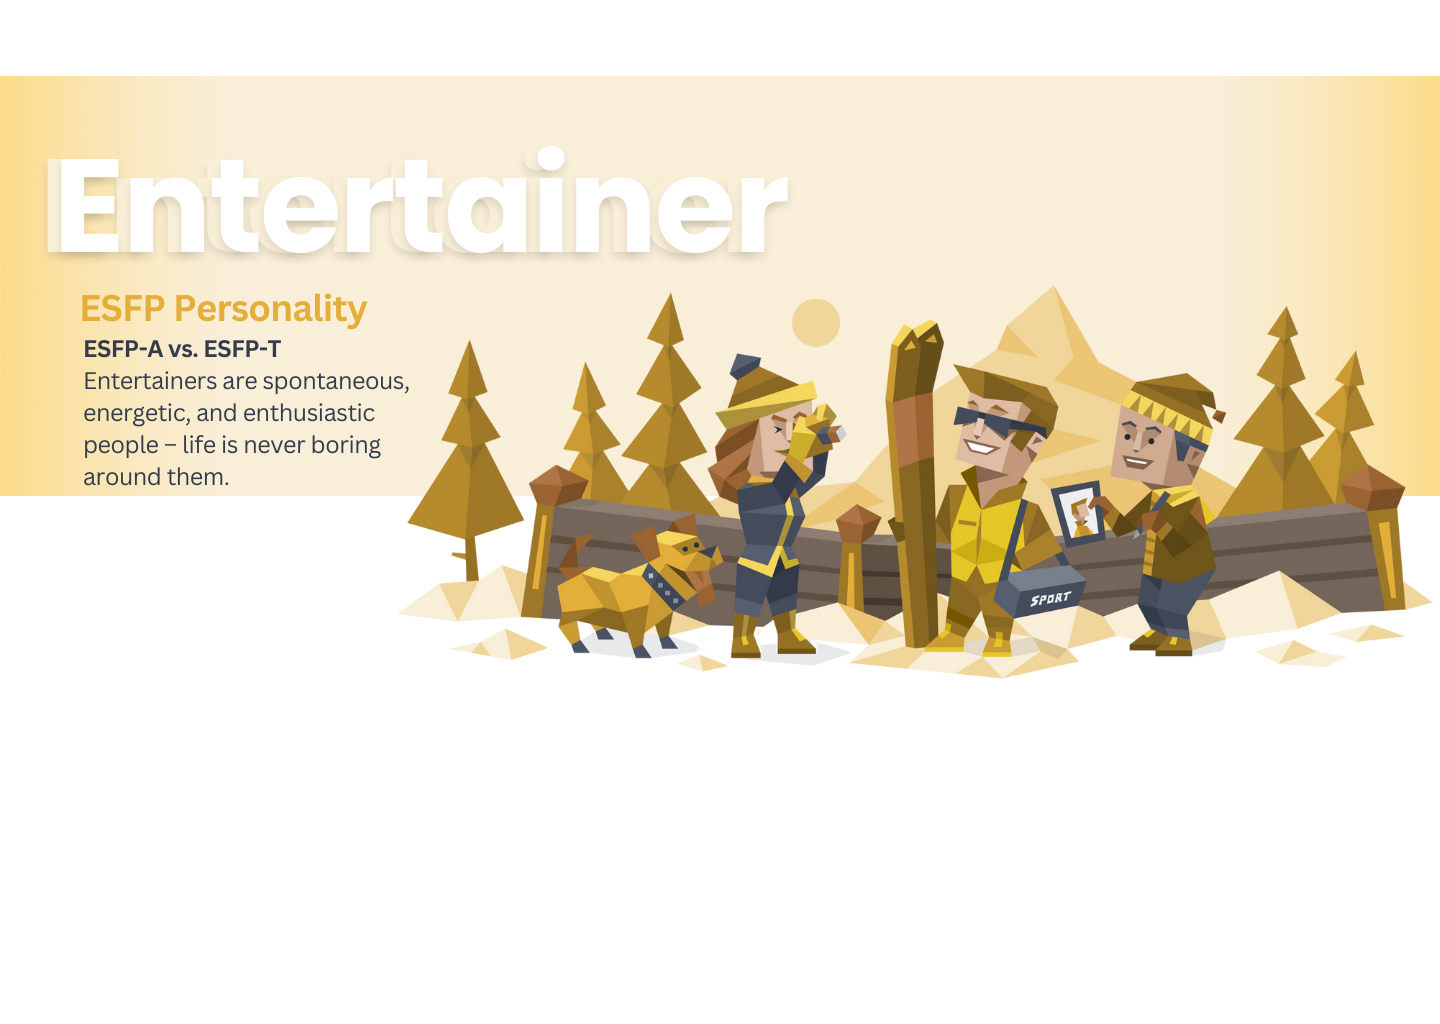 Entertainer
ESFP Personality
ESFP-A vs. ESFP-T
Entertainers are spontaneous,
energetic, and enthusiastic
people – life is never boring
around them.
SPORT